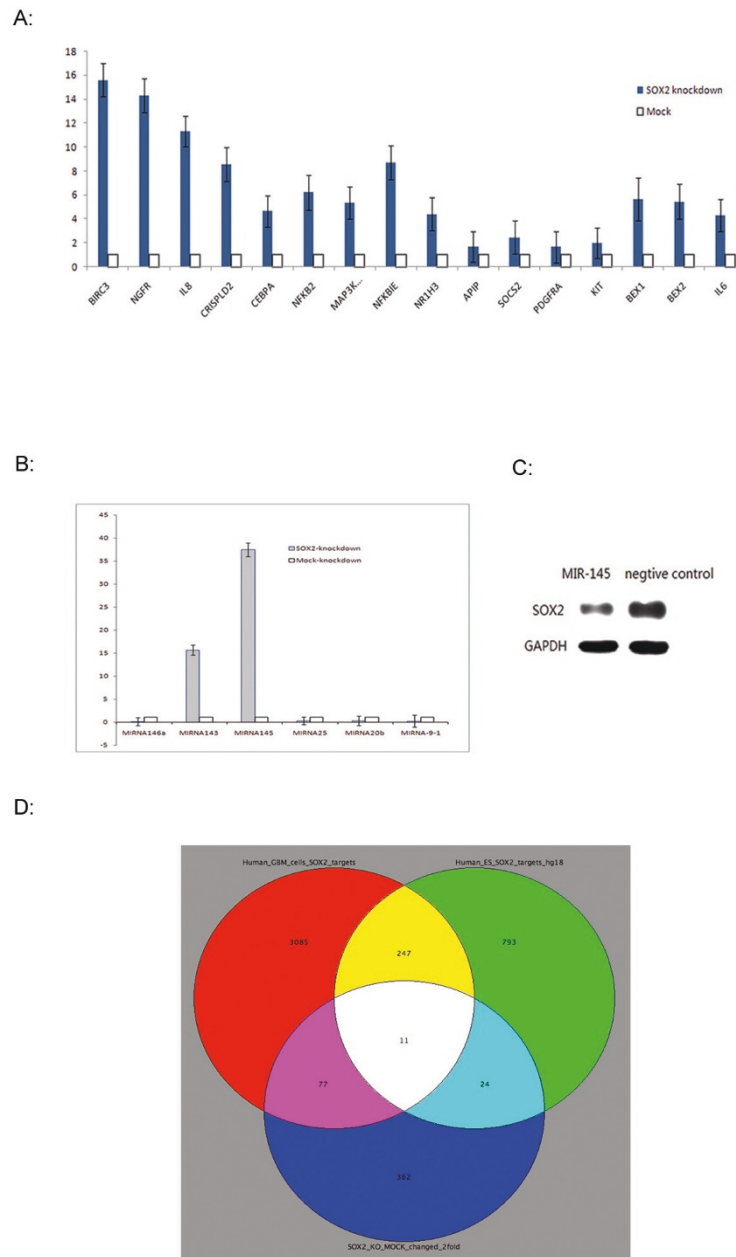 A:
18
16
14
12
10
8
6
4
2
0
SOX2 knockdown
Mock
BIRC3
NGFR
IL8
CRISPLD2
CEBPA
NFKB2
MAP3K...
NFKBIE
NR1H3
APIP
SOCS2
PDGFRA
KIT
BEX1
BEX2
IL6
B:
45
40
35
30
25
20
15
10
5
0
-5
SOX2-knockdown
Mock-knockdown
MIRNA146a
MIRNA143
MIRNA145
MIRNA25
MIRNA20b
MIRNA-9-1
C:
MIR-145 negtive control
SOX2
GAPDH
D:
Human_GBM_cells_SOX2_targets
Human_ES_SOX2_targets_hg18
3085
247
793
11
77
24
362
SOX2_KO_MOCK_changed_2fold